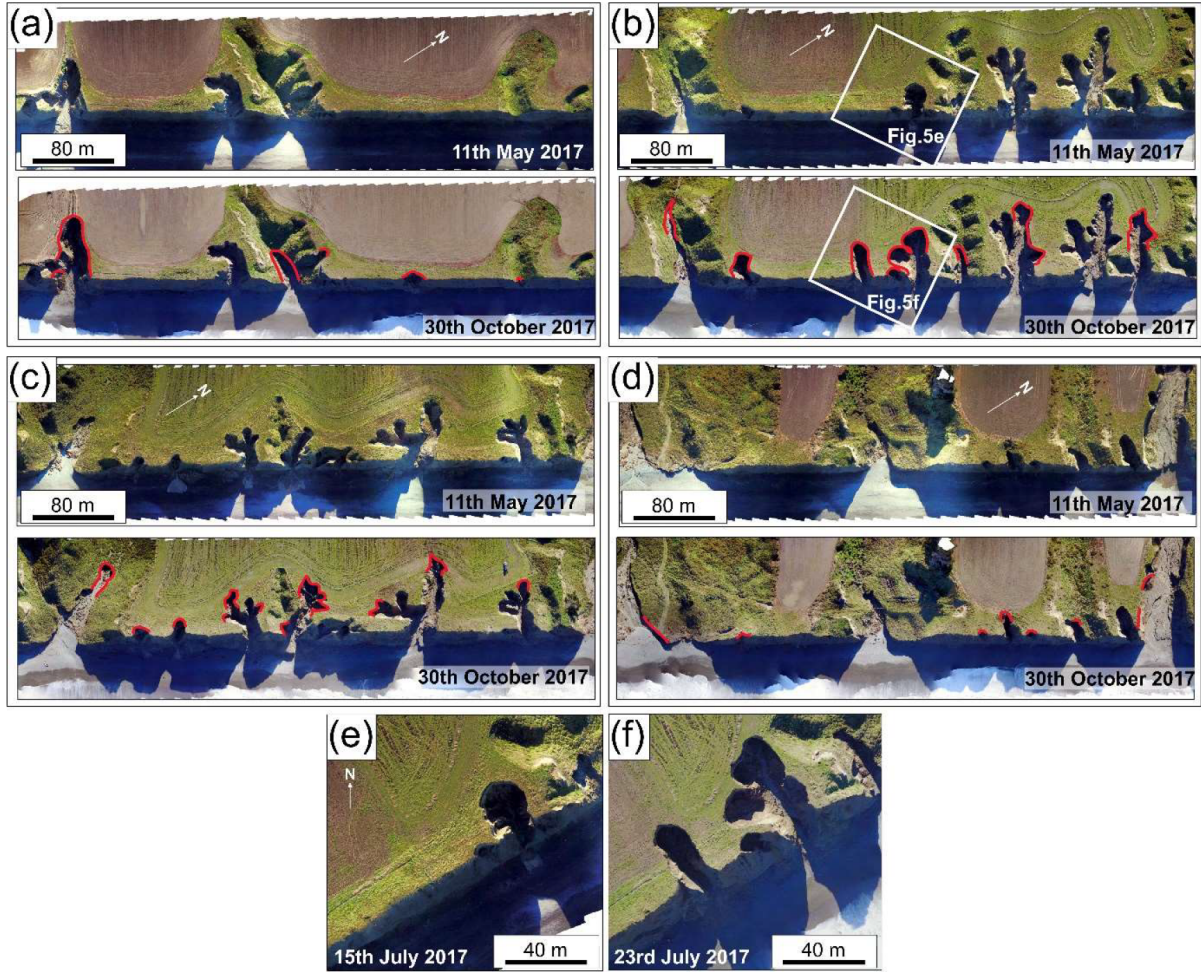 (a)
N
80 m
11th May 2017
30th October 2017
(b)
N
Fig.5e
80 m
11th May 2017
Fig.5f
30th October 2017
(c)
N
80 m
11th May 2017
30th October 2017
(d)
N
80 m
11th May 2017
30th October 2017
(e)
N
15th July 2017
40 m
(f)
23rd July 2017
40 m